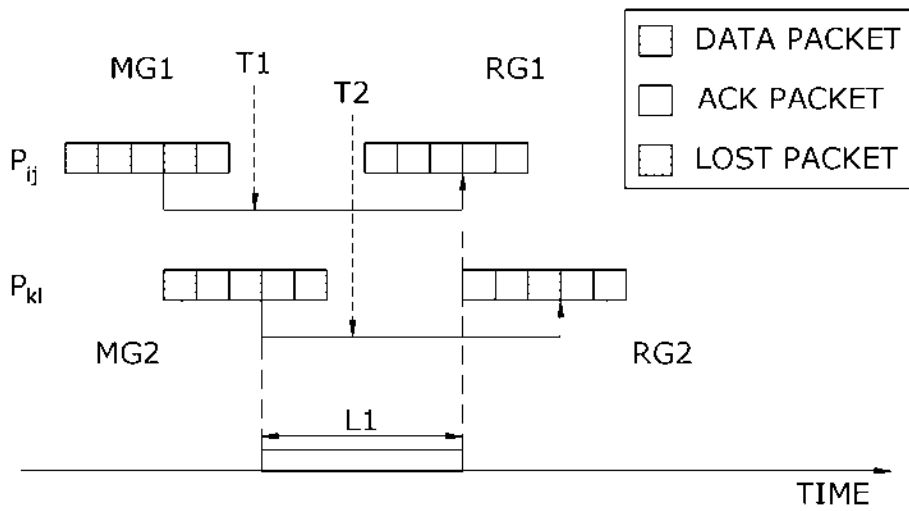 DATA PACKET
ACK PACKET
LOST PACKET
MG1
T1
T2
RG1
Pij
Pkl
MG2
RG2
L1
TIME